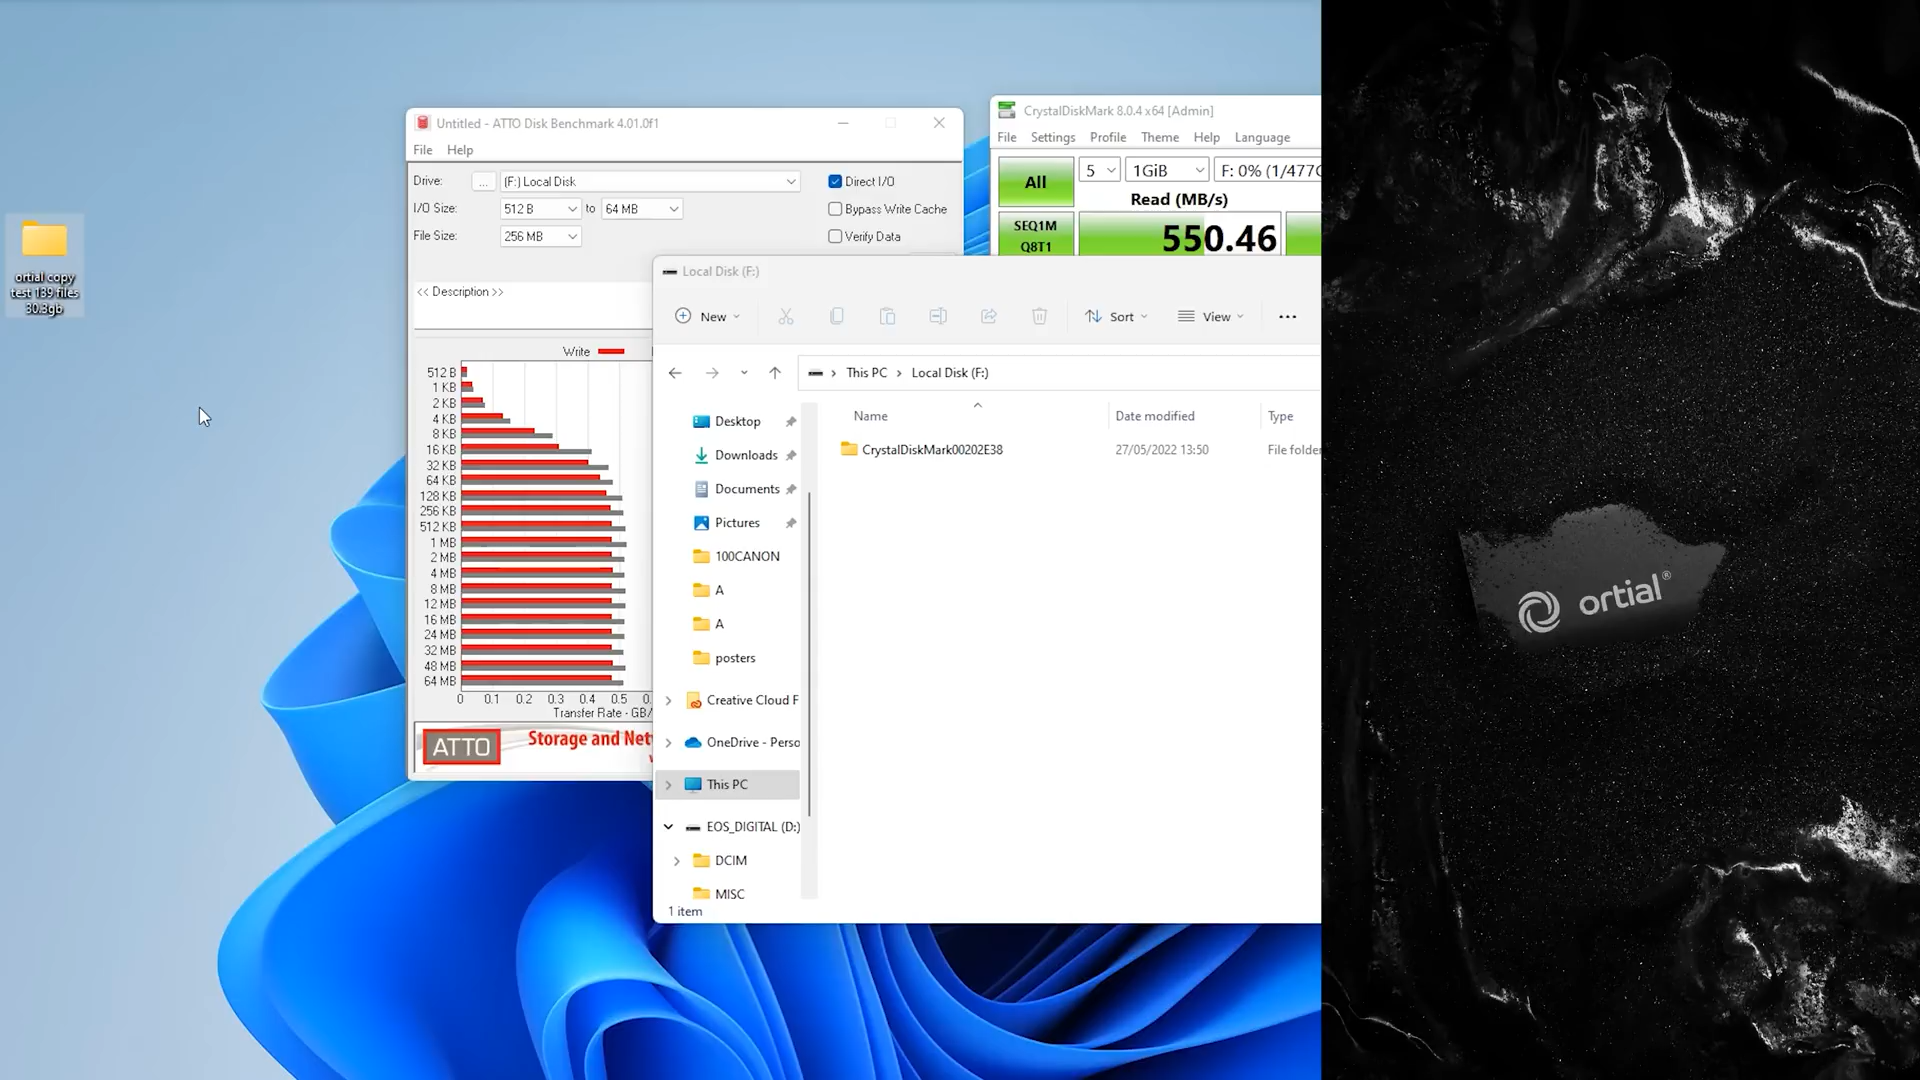 ortial copy
test 139 files
30.3gb
Untitled - ATTO Disk Benchmark 4.01.0f1
File Help
Drive: ... (F:) Local Disk
Direct I/O
I/O Size: 512 B to 64 MB
Bypass Write Cache
File Size: 256 MB
Verify Data
<< Description >>
Write
512 B
1 KB
2 KB
4 KB
8 KB
16 KB
32 KB
64 KB
128 KB
256 KB
512 KB
1 MB
2 MB
4 MB
8 MB
12 MB
16 MB
24 MB
32 MB
48 MB
64 MB
0 0.1 0.2 0.3 0.4 0.5 0.
Transfer Rate - GB/
ATTO
Storage and Net
CrystalDiskMark 8.0.4 x64 [Admin]
File Settings Profile Theme Help Language
All
5 1GiB F: 0% (1/477G
Read (MB/s)
SEQ1M
Q8T1
550.46
Local Disk (F:)
New Sort View ...
This PC > Local Disk (F:)
Name Date modified Type
CrystalDiskMark00202E38 27/05/2022 13:50 File folder
Desktop
Downloads
Documents
Pictures
100CANON
A
A
posters
Creative Cloud F
OneDrive - Perso
This PC
EOS_DIGITAL (D:)
DCIM
MISC
1 item
ortial®